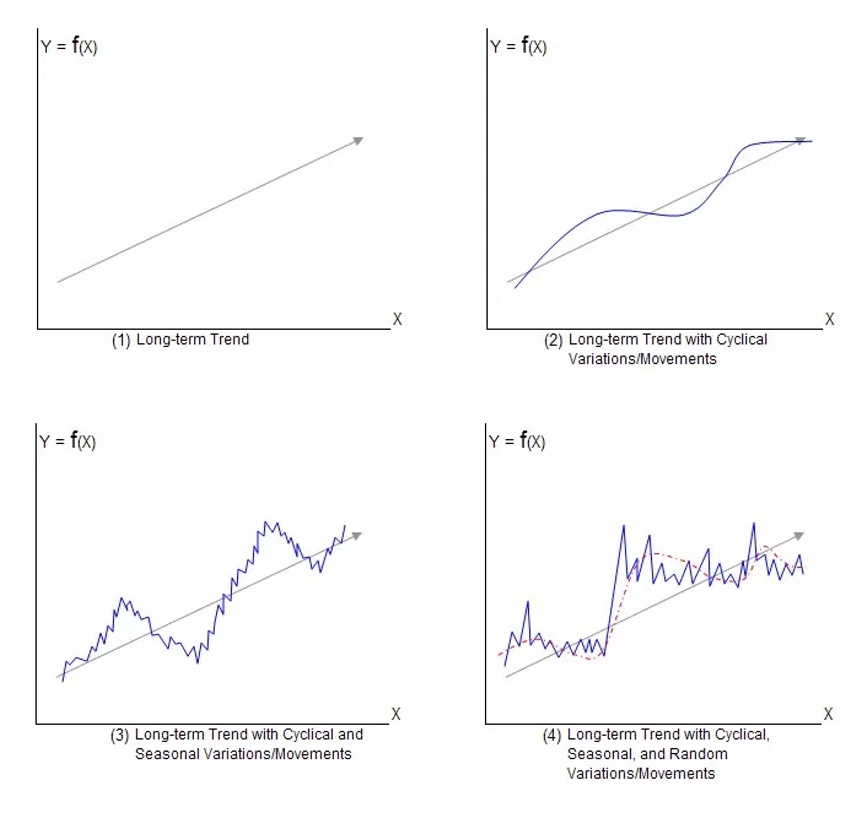 Y = f(X)
X
(1) Long-term Trend
Y = f(X)
X
(2) Long-term Trend with Cyclical
Variations/Movements
Y = f(X)
X
(3) Long-term Trend with Cyclical and
Seasonal Variations/Movements
Y = f(X)
X
(4) Long-term Trend with Cyclical,
Seasonal, and Random
Variations/Movements